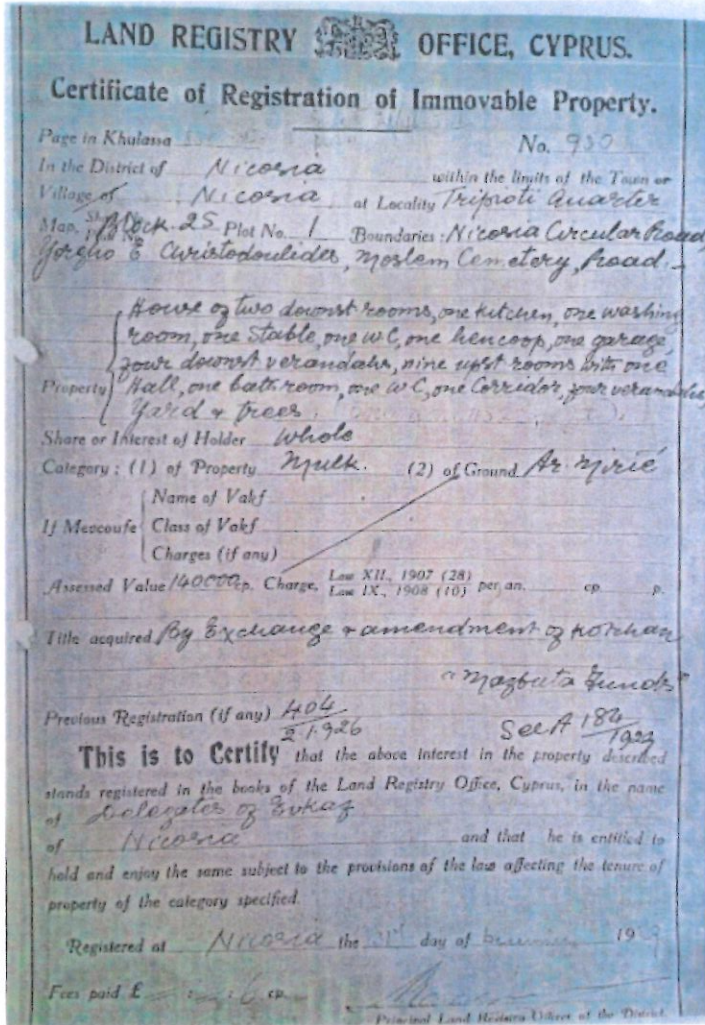 LAND REGISTRY OFFICE, CYPRUS.
Certificate of Registration of Immovable Property.
Page in Khulassa
No. 930
In the District of Nicosia within the limits of the Town or
Village of Nicosia at Locality Tripioti Quarter
Map, Block 25 Plot No. 1 Boundaries: Nicosia Circular Road,
Yorgho E Christodoulides, Moslem Cemetery, Road.
House of two downst rooms, one kitchen, one washing
room, one stable, one W C, one hencoop, one garage,
four downst verandahs, nine upst rooms with one
Property Hall, one bathroom, one W C, one Corridor, four verandahs,
Yard & trees.
Share or Interest of Holder Whole
Category: (1) of Property Mulk. (2) of Ground Ar. Mirié
Name of Vakf
If Mevcoufe Class of Vakf
Charges (if any)
Assessed Value 140000 cp. Charge, Law XII., 1907 (28) Law IX., 1908 (10) per an. cp. p.
Title acquired By Exchange & amendment of Kotchan
"Mazbuta Funds"
Previous Registration (if any) 404 / 2.1.926 See A 184 /
This is to Certify that the above interest in the property described
stands registered in the books of the Land Registry Office, Cyprus, in the name
of Delegates of Evkaf
of Nicosia and that he is entitled to
hold and enjoy the same subject to the provisions of the law affecting the tenure of
property of the category specified.
Registered at Nicosia the 31st day of 19
Fees paid £ 6 cp.
Principal Land Registry Officer of the District.